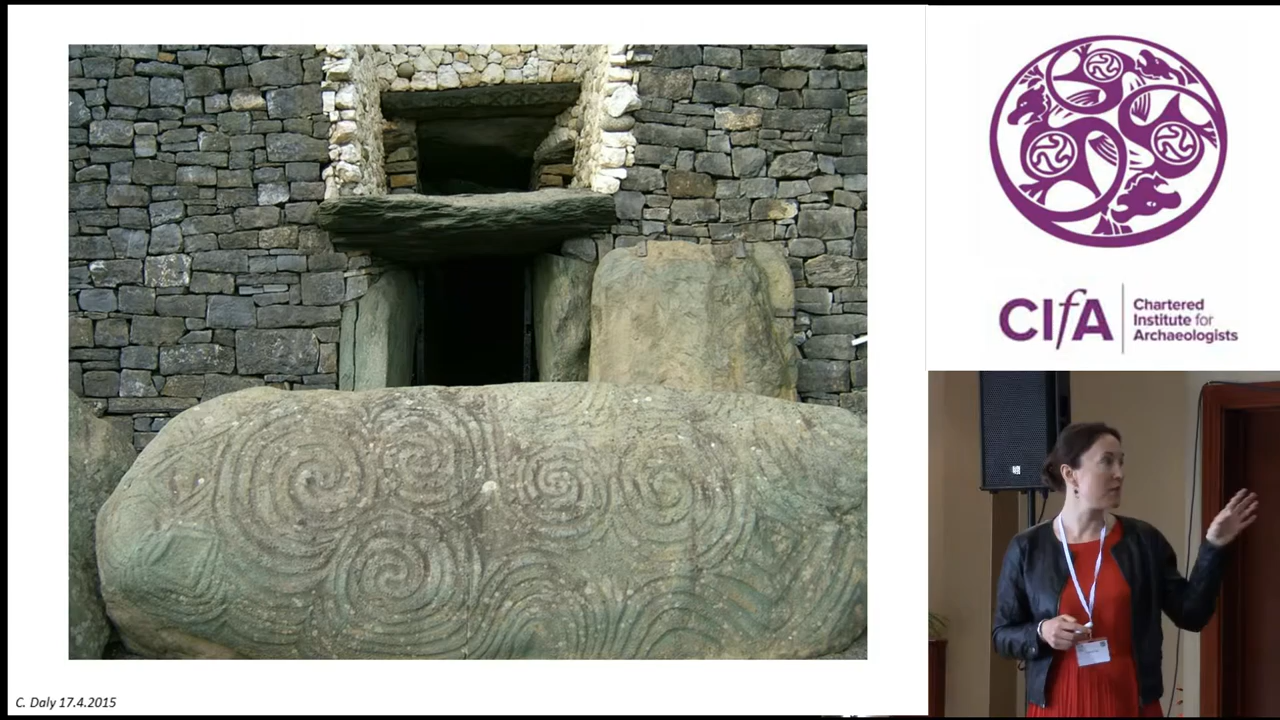 CIfA
Chartered
Institute for
Archaeologists
C. Daly 17.4.2015